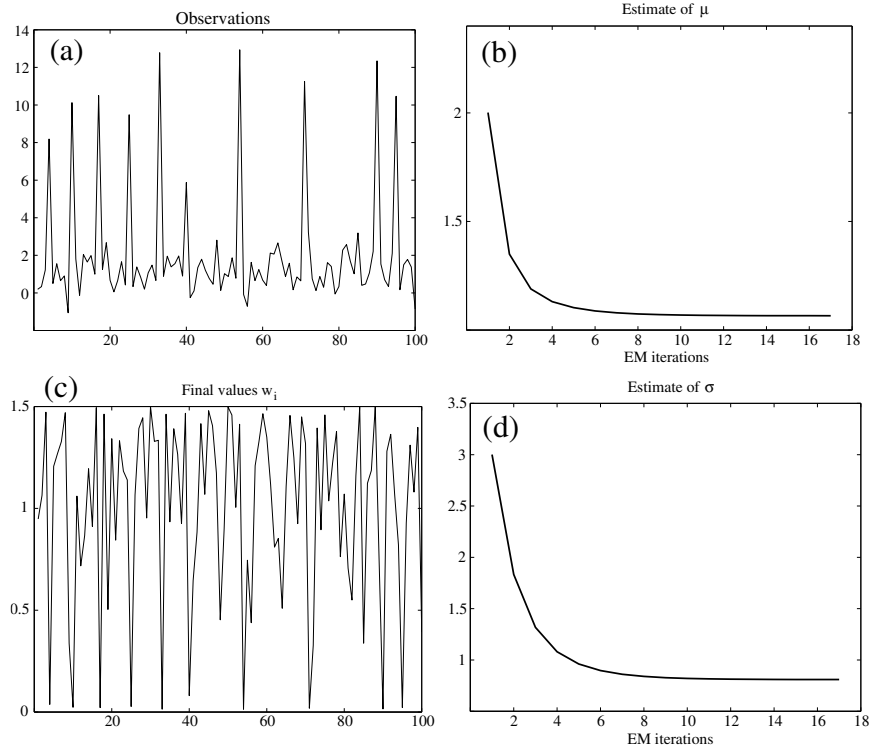 Observations
(a)
14
12
10
8
6
4
2
0
20 40 60 80 100
Estimate of μ
(b)
2
1.5
2 4 6 8 10 12 14 16 18
EM iterations
(c)
Final values w_i
1.5
1
0.5
0
20 40 60 80 100
Estimate of σ
(d)
3.5
3
2.5
2
1.5
1
2 4 6 8 10 12 14 16 18
EM iterations